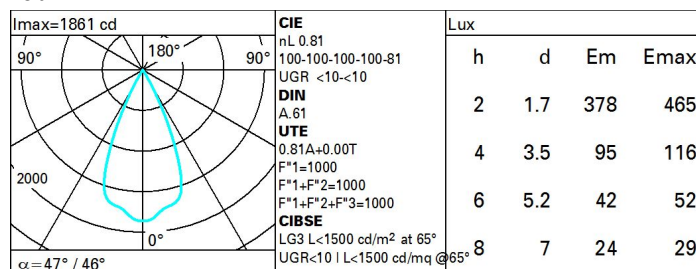 Imax=1861 cd
90° 180° 90°
2000
0°
α=47° / 46°
CIE
nL 0.81
100-100-100-100-81
UGR <10-<10
DIN
A.61
UTE
0.81A+0.00T
F"1=1000
F"1+F"2=1000
F"1+F"2+F"3=1000
CIBSE
LG3 L<1500 cd/m² at 65°
UGR<10 | L<1500 cd/mq @65°
Lux
h d Em Emax
2 1.7 378 465
4 3.5 95 116
6 5.2 42 52
8 7 24 29